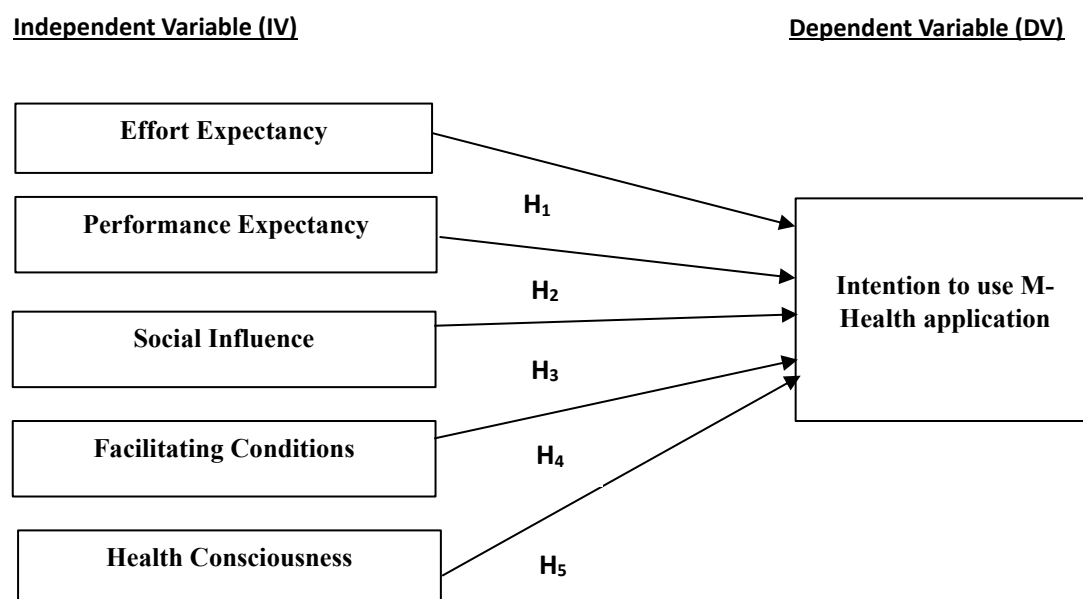 Independent Variable (IV)
Dependent Variable (DV)
Effort Expectancy
H₁
Performance Expectancy
Intention to use M-
Health application
H₂
Social Influence
H₃
Facilitating Conditions
H₄
Health Consciousness
H₅